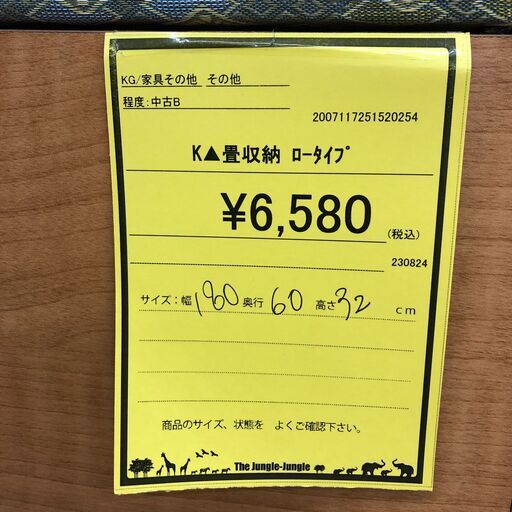 KG/家具その他 その他
程度:中古B
2007117251520254
K▲畳収納 ﾛｰﾀｲﾌﾟ
¥6,580
(税込)
230824
サイズ:幅 180 奥行 60 高さ 32 cm
商品のサイズ、状態を よくご確認下さい。
The Jungle-Jungle